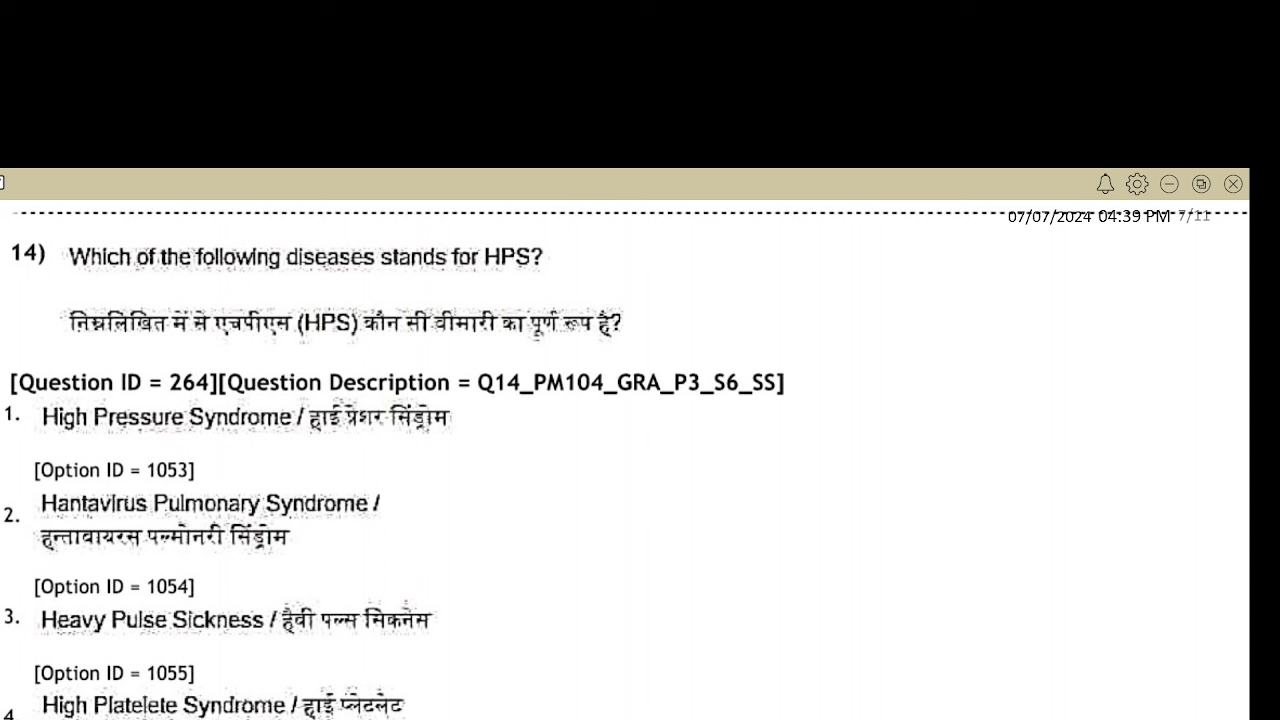 07/07/2024 04:39 PM 7/11
14) Which of the following diseases stands for HPS?
निम्नलिखित में से एचपीएस (HPS) कौन सी बीमारी का पूर्ण रूप है?
[Question ID = 264][Question Description = Q14_PM104_GRA_P3_S6_SS]
1. High Pressure Syndrome / हाई प्रेशर सिंड्रोम
[Option ID = 1053]
2. Hantavirus Pulmonary Syndrome /
हन्तावायरस पल्मोनरी सिंड्रोम
[Option ID = 1054]
3. Heavy Pulse Sickness / हैवी पल्स सिकनेस
[Option ID = 1055]
4. High Platelete Syndrome / हाई प्लेटलेट